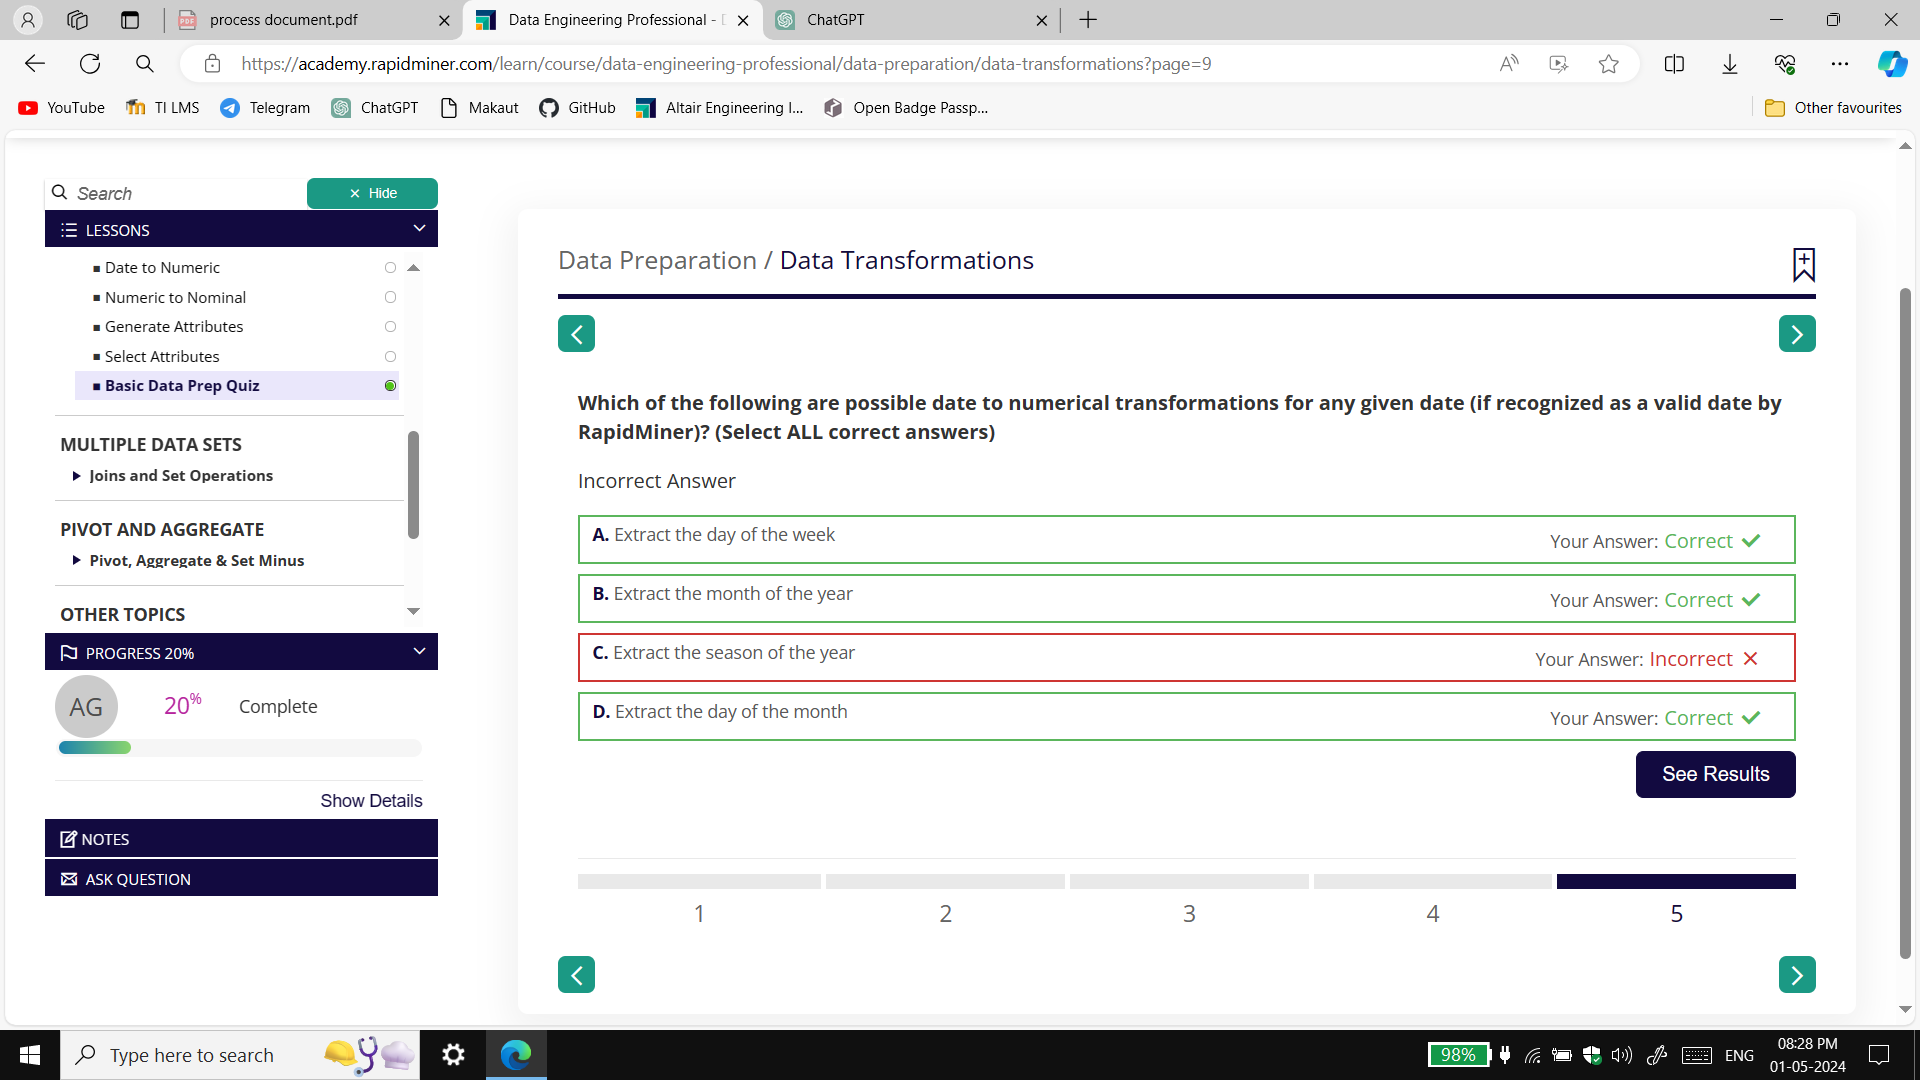 process document.pdf
Data Engineering Professional -
ChatGPT
https://academy.rapidminer.com/learn/course/data-engineering-professional/data-preparation/data-transformations?page=9
YouTube
TI LMS
Telegram
ChatGPT
Makaut
GitHub
Altair Engineering I...
Open Badge Passp...
Other favourites
Search
× Hide
LESSONS
Date to Numeric
Numeric to Nominal
Generate Attributes
Select Attributes
Basic Data Prep Quiz
MULTIPLE DATA SETS
Joins and Set Operations
PIVOT AND AGGREGATE
Pivot, Aggregate & Set Minus
OTHER TOPICS
PROGRESS 20%
AG
20%
Complete
Show Details
NOTES
ASK QUESTION
Data Preparation / Data Transformations
Which of the following are possible date to numerical transformations for any given date (if recognized as a valid date by
RapidMiner)? (Select ALL correct answers)
Incorrect Answer
A. Extract the day of the week
Your Answer: Correct
B. Extract the month of the year
Your Answer: Correct
C. Extract the season of the year
Your Answer: Incorrect
D. Extract the day of the month
Your Answer: Correct
See Results
1
2
3
4
5
Type here to search
98%
ENG
08:28 PM
01-05-2024